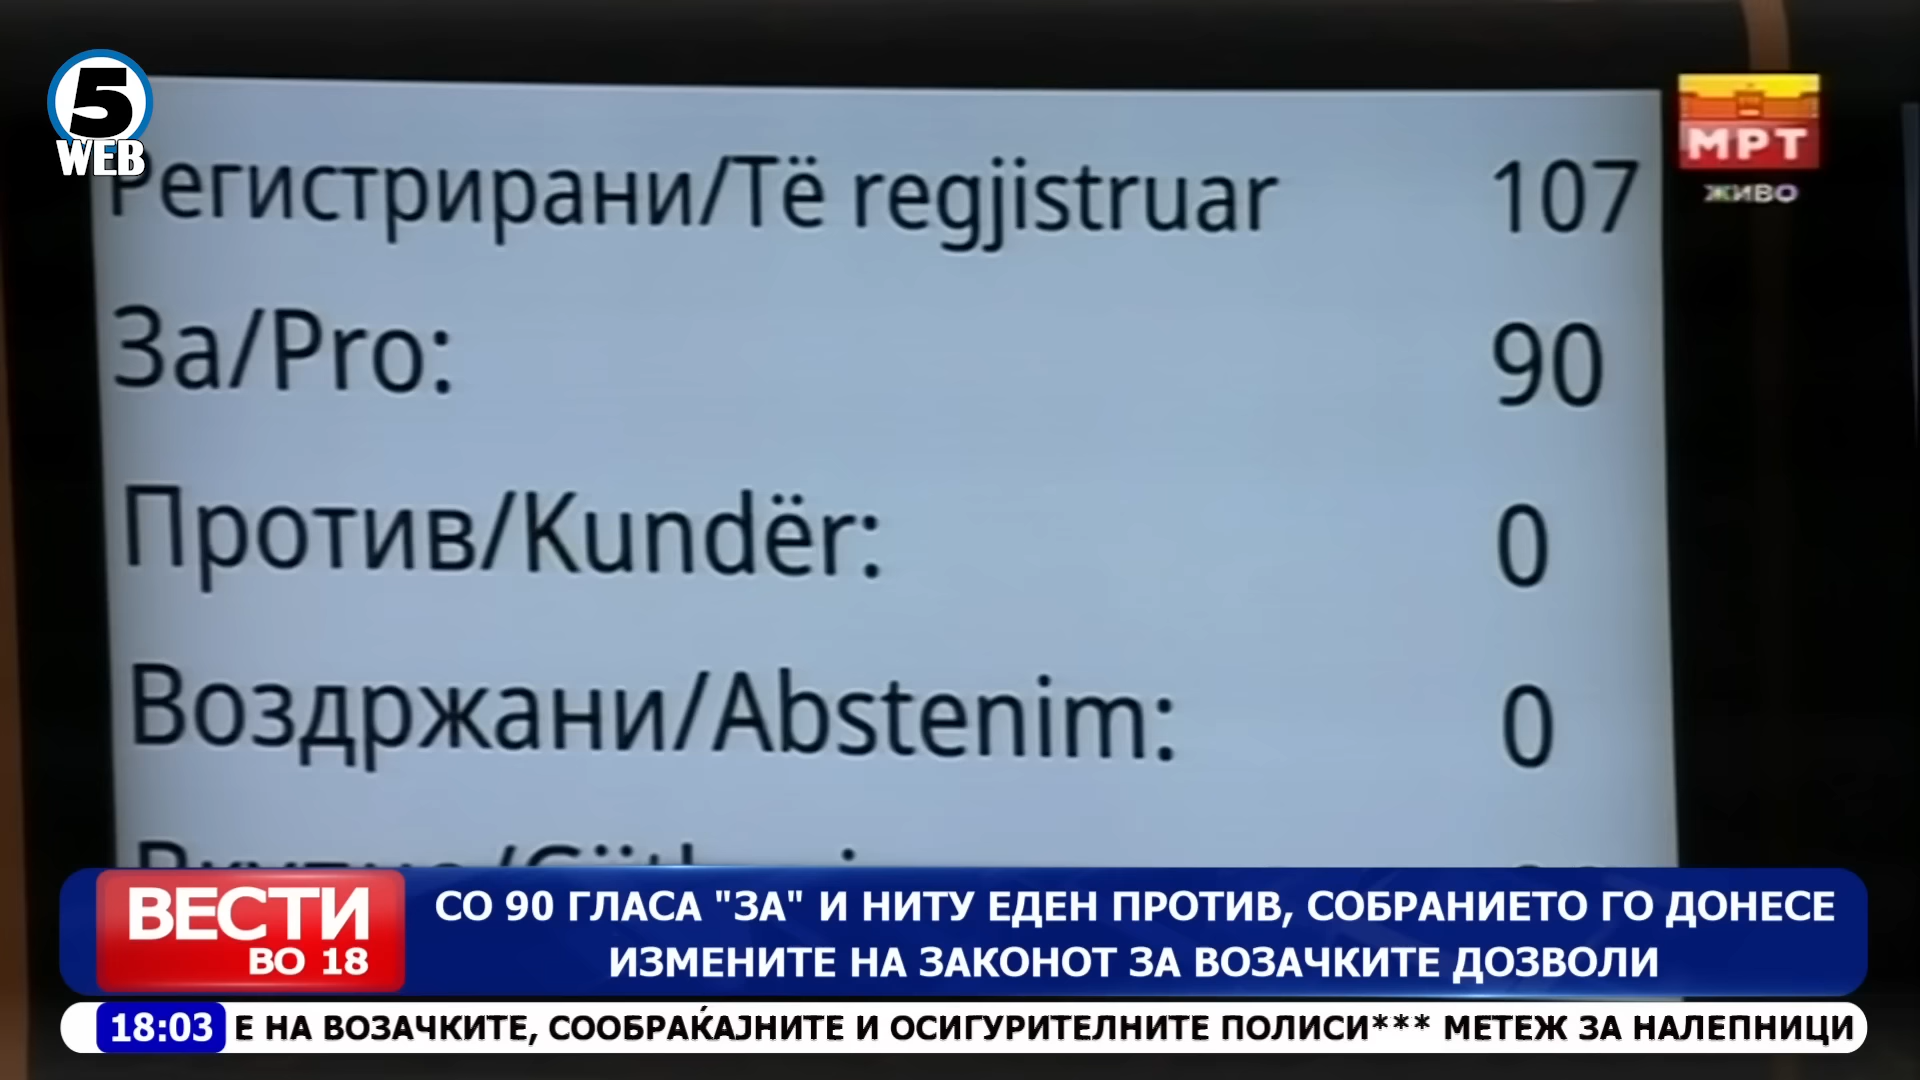 5
WEB
МРТ
ЖИВО
Регистрирани/Të regjistruar 107
За/Pro: 90
Против/Kundër: 0
Воздржани/Abstenim: 0
ВЕСТИ
ВО 18
СО 90 ГЛАСА "ЗА" И НИТУ ЕДЕН ПРОТИВ, СОБРАНИЕТО ГО ДОНЕСЕ
ИЗМЕНИТЕ НА ЗАКОНОТ ЗА ВОЗАЧКИТЕ ДОЗВОЛИ
18:03 Е НА ВОЗАЧКИТЕ, СООБРАЌАЈНИТЕ И ОСИГУРИТЕЛНИТЕ ПОЛИСИ*** МЕТЕЖ ЗА НАЛЕПНИЦИ